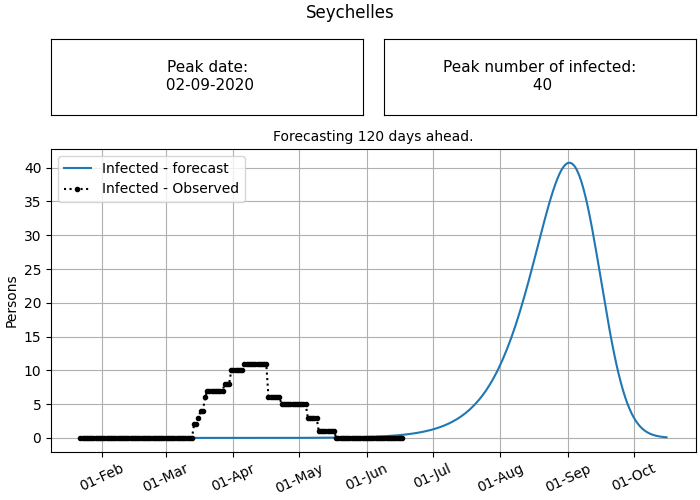 Seychelles
Peak date:
02-09-2020
Peak number of infected:
40
Forecasting 120 days ahead.
Infected - forecast
Infected - Observed
Persons
40
35
30
25
20
15
10
5
0
01-Feb
01-Mar
01-Apr
01-May
01-Jun
01-Jul
01-Aug
01-Sep
01-Oct